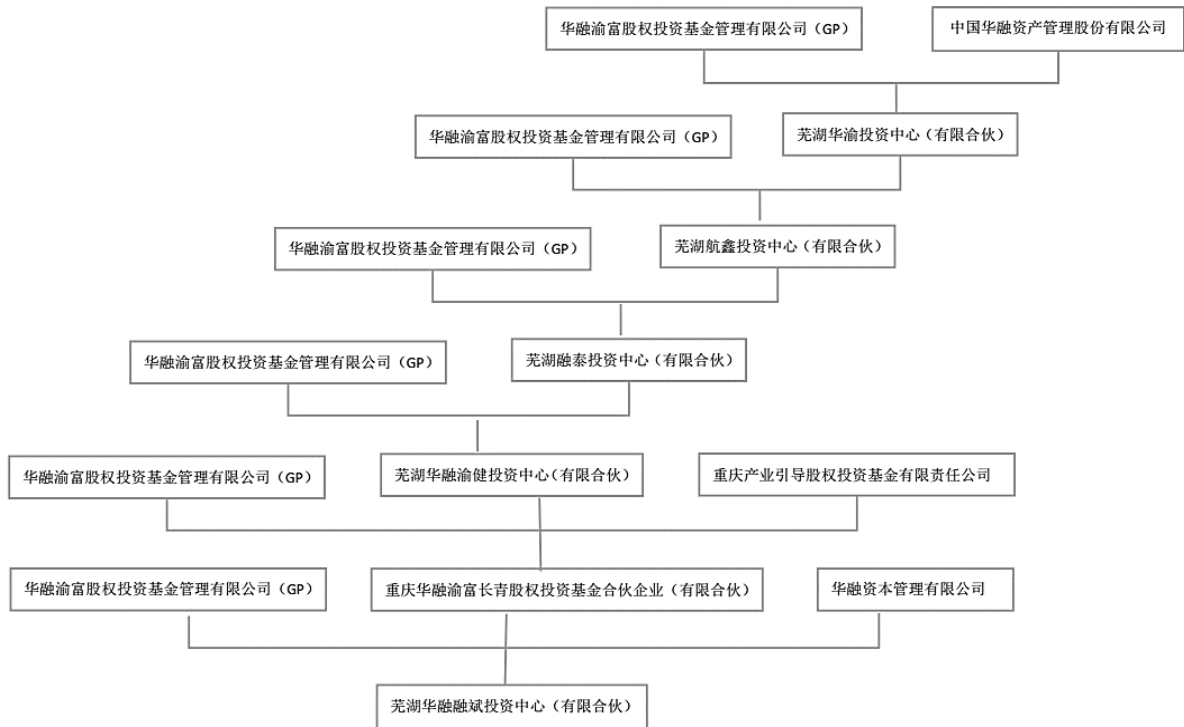 华融渝富股权投资基金管理有限公司（GP）
中国华融资产管理股份有限公司
华融渝富股权投资基金管理有限公司（GP）
芜湖华渝投资中心（有限合伙）
华融渝富股权投资基金管理有限公司（GP）
芜湖航鑫投资中心（有限合伙）
华融渝富股权投资基金管理有限公司（GP）
芜湖融泰投资中心（有限合伙）
华融渝富股权投资基金管理有限公司（GP）
芜湖华融渝健投资中心（有限合伙）
重庆产业引导股权投资基金有限责任公司
华融渝富股权投资基金管理有限公司（GP）
重庆华融渝富长青股权投资基金合伙企业（有限合伙）
华融资本管理有限公司
芜湖华融融斌投资中心（有限合伙）